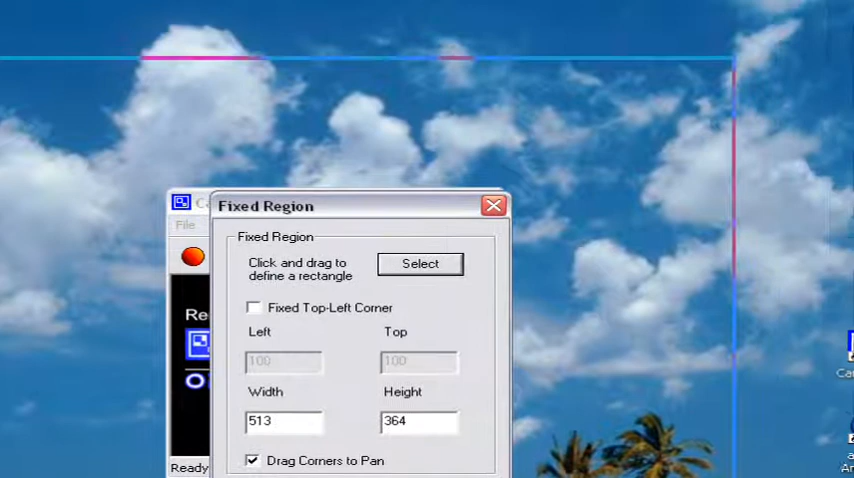 Fixed Region
File
Fixed Region
Click and drag to
define a rectangle
Select
Fixed Top-Left Corner
Left Top
100 100
Width Height
513 364
Drag Corners to Pan
Ready